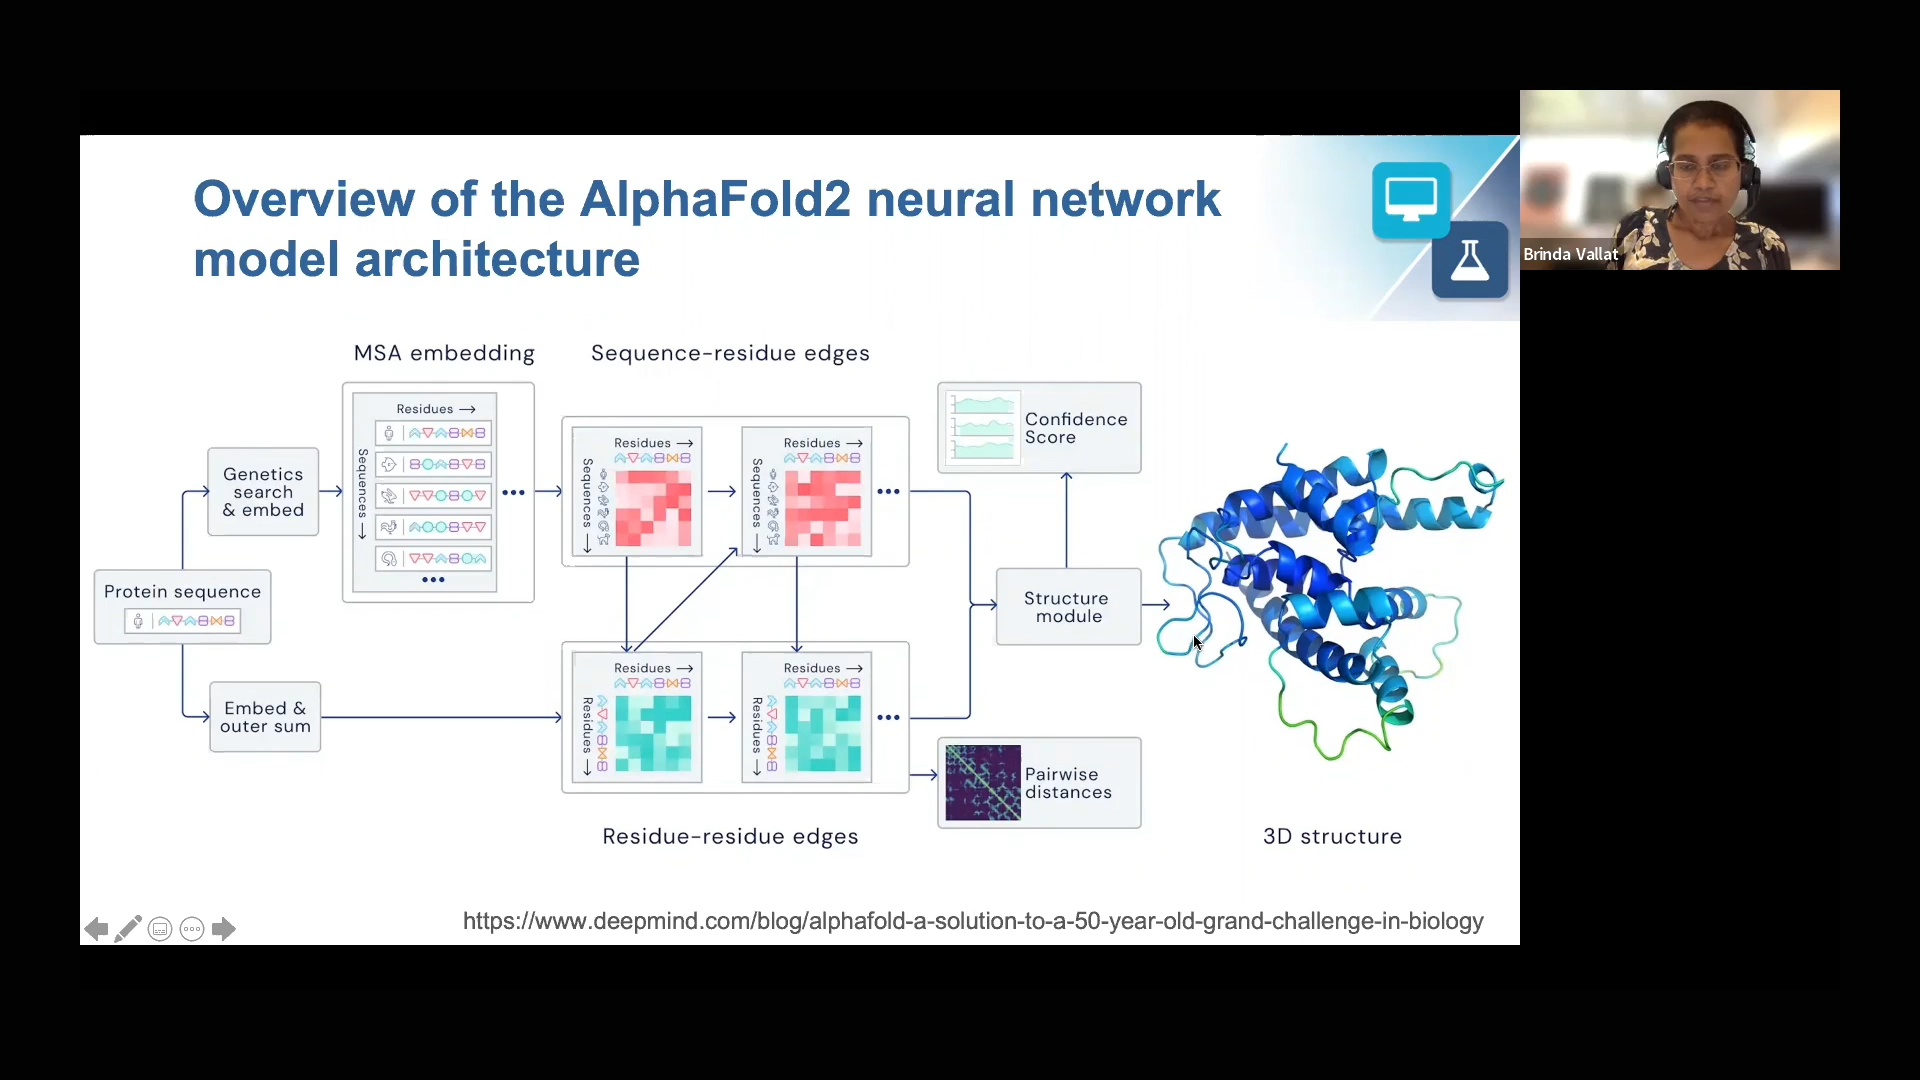 Overview of the AlphaFold2 neural network
model architecture
Brinda Vallat
MSA embedding
Sequence-residue edges
Residues →
Sequences →
Genetics
search
& embed
Protein sequence
Embed &
outer sum
Residues →
Sequences →
Residues →
Sequences →
Residues →
Residues →
Residues →
Residues →
Confidence
Score
Structure
module
Pairwise
distances
Residue-residue edges
3D structure
https://www.deepmind.com/blog/alphafold-a-solution-to-a-50-year-old-grand-challenge-in-biology